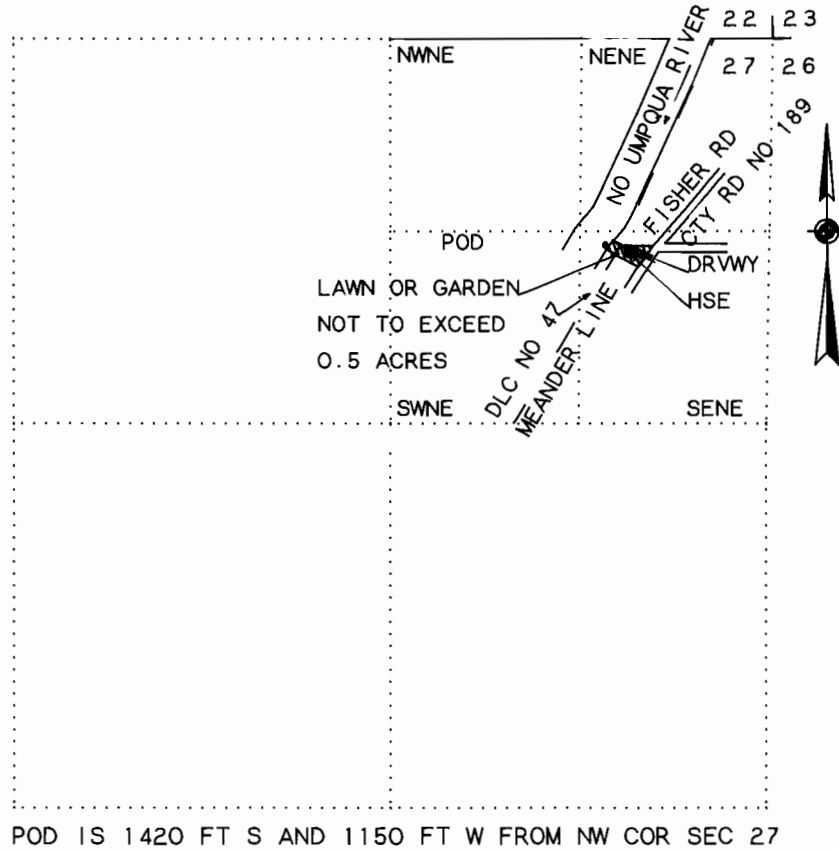 22 23
NWNE NENE 27 26
NO UMPQUA RIVER
FISHER RD
CTY RD NO 189
POD
DRVWY
LAWN OR GARDEN
HSE
NOT TO EXCEED
0.5 ACRES
DLC NO 47
MEANDER LINE
SWNE SENE
POD IS 1420 FT S AND 1150 FT W FROM NW COR SEC 27